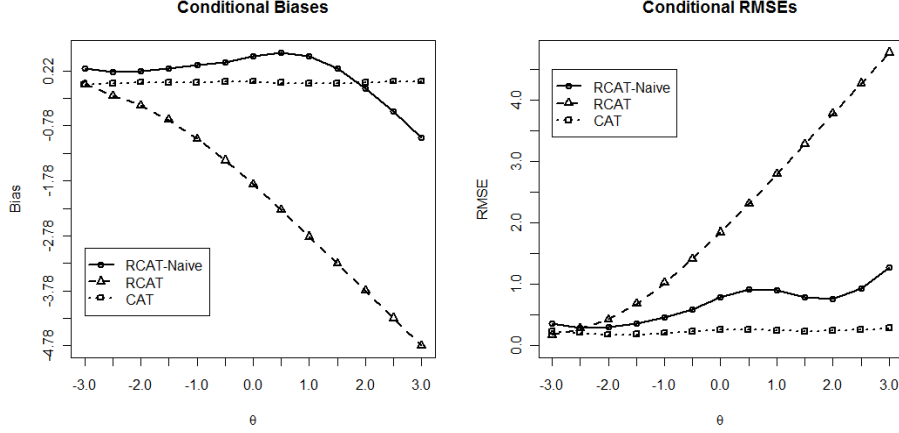 Conditional Biases
Bias
0.22
-0.78
-1.78
-2.78
-3.78
-4.78
RCAT-Naive
RCAT
CAT
-3.0 -2.0 -1.0 0.0 1.0 2.0 3.0
θ
Conditional RMSEs
RMSE
4.0
3.0
2.0
1.0
0.0
RCAT-Naive
RCAT
CAT
-3.0 -2.0 -1.0 0.0 1.0 2.0 3.0
θ